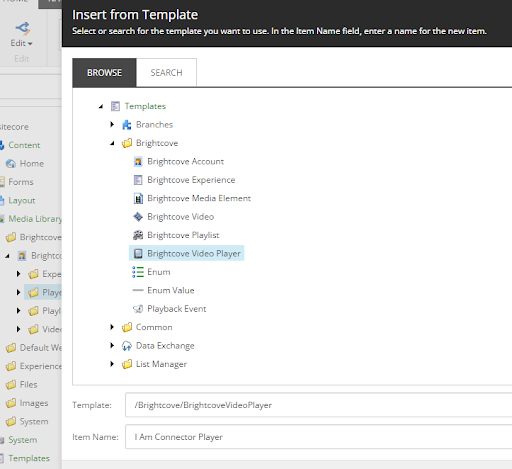 HOME
Insert from Template
Select or search for the template you want to use. In the Item Name field, enter a name for the new item.
Edit
Edit
BROWSE
SEARCH
Templates
Branches
Brightcove
Brightcove Account
Brightcove Experience
Brightcove Media Element
Brightcove Video
Brightcove Playlist
Brightcove Video Player
Enum
Enum Value
Playback Event
Common
Data Exchange
List Manager
Template:
/Brightcove/BrightcoveVideoPlayer
Item Name:
I Am Connector Player
sitecore
Content
Home
Forms
Layout
Media Library
Brightcove
Brightco
Expe
Playe
Playl
Video
Default We
Experience
Files
Images
System
System
Templates